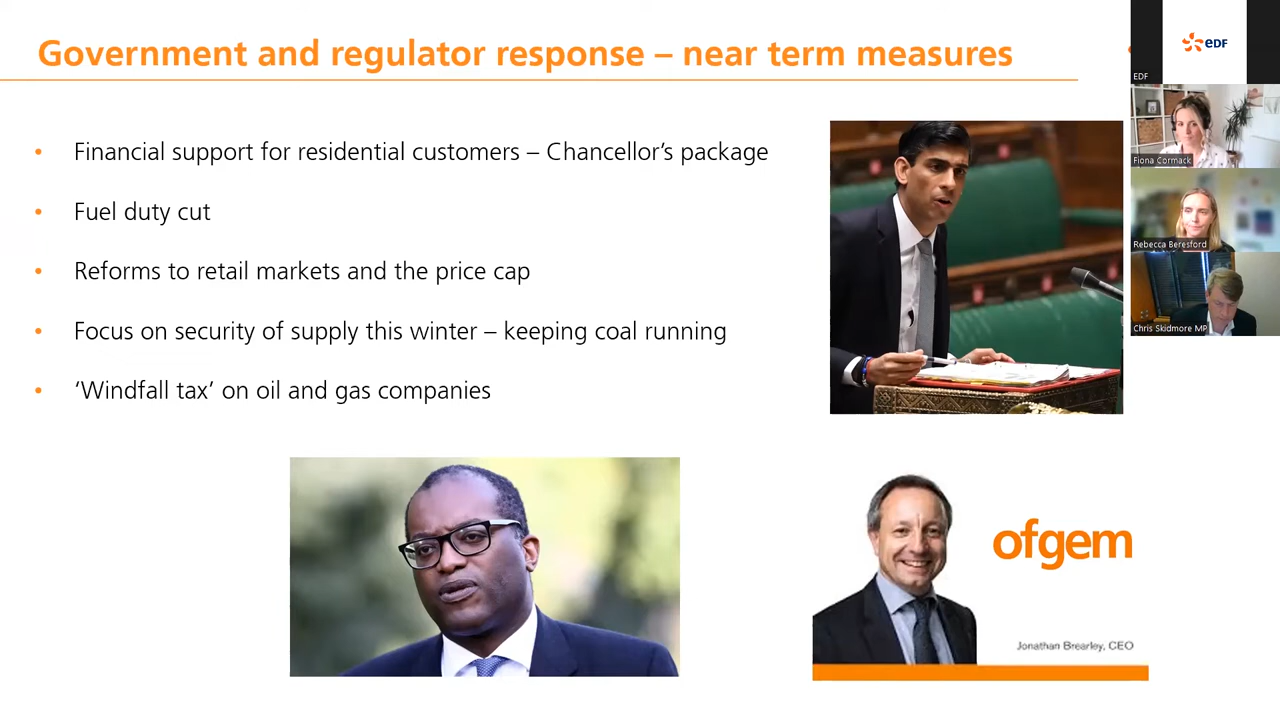 Government and regulator response – near term measures
• Financial support for residential customers – Chancellor’s package
• Fuel duty cut
• Reforms to retail markets and the price cap
• Focus on security of supply this winter – keeping coal running
• ‘Windfall tax’ on oil and gas companies
ofgem
Jonathan Brearley, CEO
EDF
EDF
Fiona Cormack
Rebecca Beresford
Chris Skidmore MP